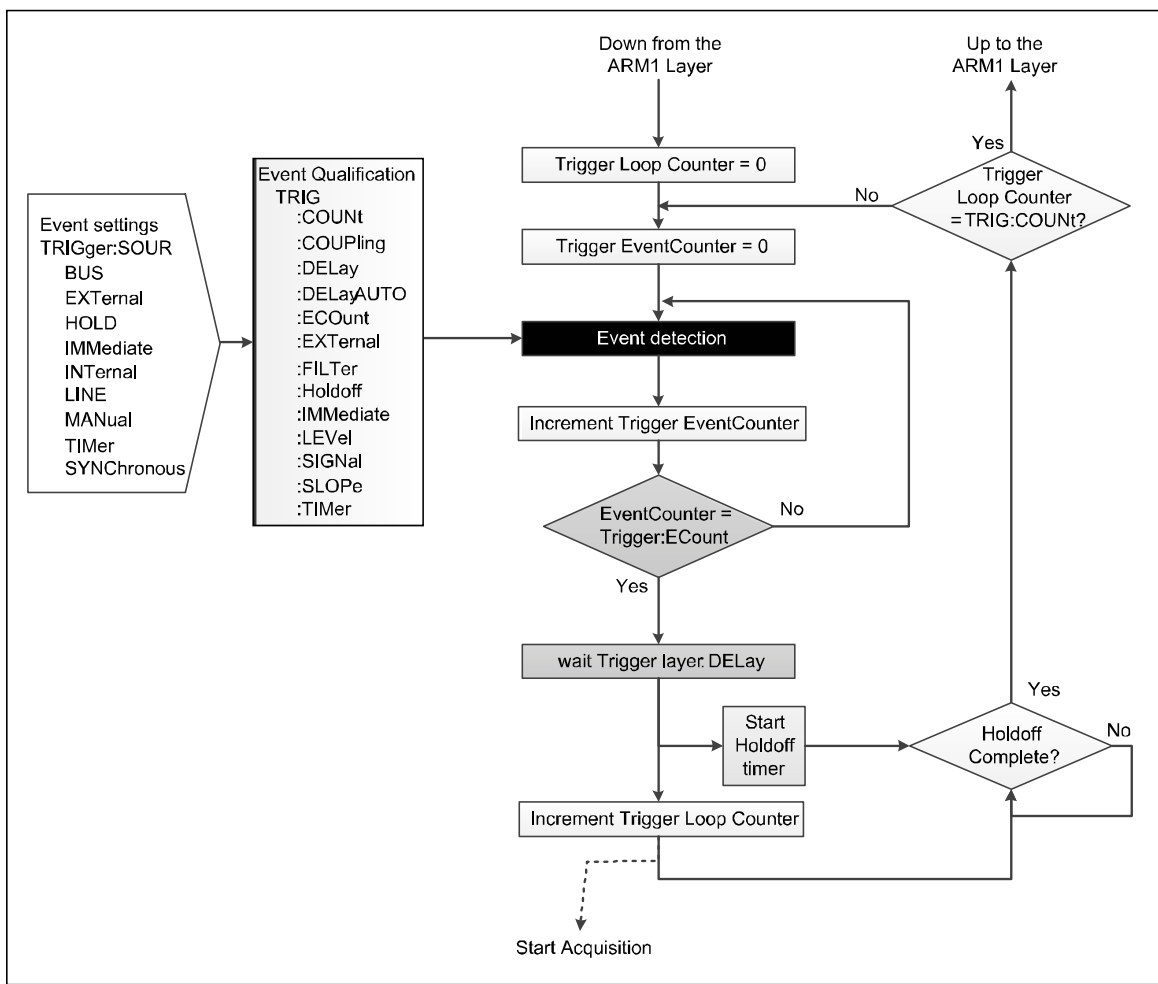 Down from the
ARM1 Layer
Up to the
ARM1 Layer
Yes
Trigger
Loop Counter
= TRIG:COUNt?
No
Trigger Loop Counter = 0
Trigger EventCounter = 0
Event settings
TRIGger:SOUR
BUS
EXTernal
HOLD
IMMediate
INTernal
LINE
MANual
TIMer
SYNChronous
Event Qualification
TRIG
:COUNt
:COUPling
:DELay
:DELayAUTO
:ECOunt
:EXTernal
:FILTer
:Holdoff
:IMMediate
:LEVel
:SIGNal
:SLOPe
:TIMer
Event detection
Increment Trigger EventCounter
EventCounter =
Trigger:ECount
No
Yes
wait Trigger layer:DELay
Start
Holdoff
timer
Yes
Holdoff
Complete?
No
Increment Trigger Loop Counter
Start Acquisition